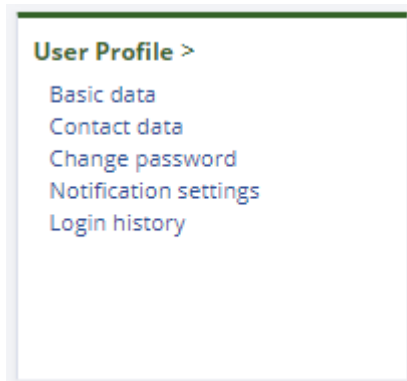 User Profile >
Basic data
Contact data
Change password
Notification settings
Login history